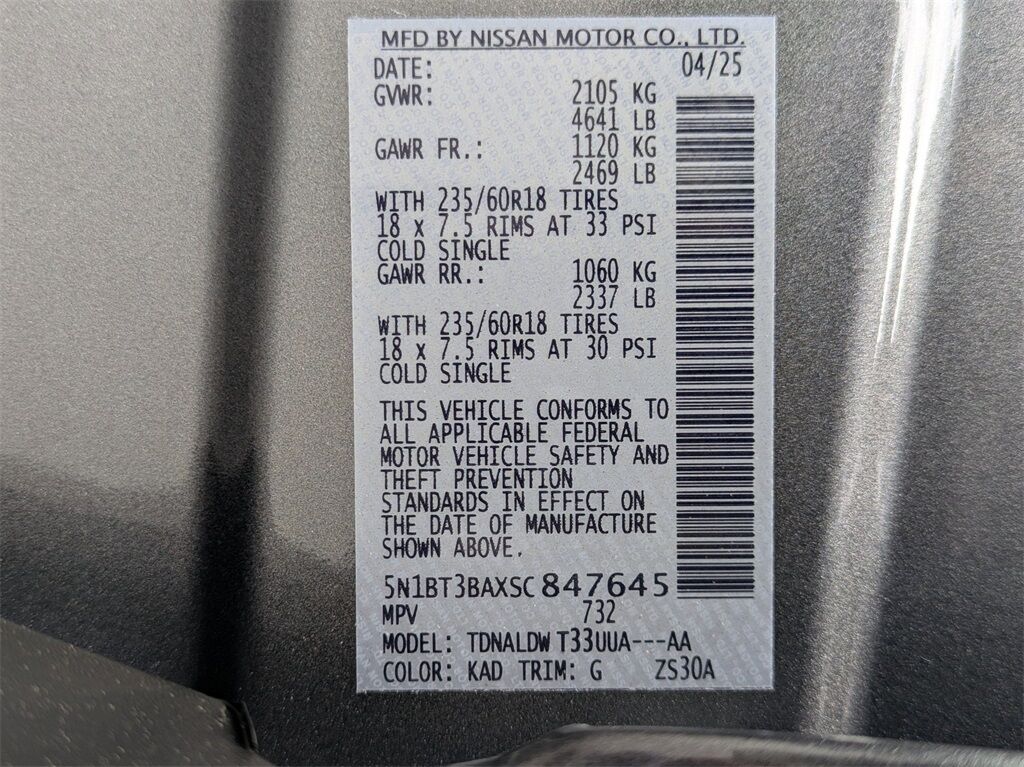 MFD BY NISSAN MOTOR CO., LTD.
DATE: 04/25
GVWR: 2105 KG
4641 LB
GAWR FR.: 1120 KG
2469 LB
WITH 235/60R18 TIRES
18 x 7.5 RIMS AT 33 PSI
COLD SINGLE
GAWR RR.: 1060 KG
2337 LB
WITH 235/60R18 TIRES
18 x 7.5 RIMS AT 30 PSI
COLD SINGLE
THIS VEHICLE CONFORMS TO
ALL APPLICABLE FEDERAL
MOTOR VEHICLE SAFETY AND
THEFT PREVENTION
STANDARDS IN EFFECT ON
THE DATE OF MANUFACTURE
SHOWN ABOVE.
5N1BT3BAXSC847645
MPV 732
MODEL: TDNALDW T33UUA---AA
COLOR: KAD TRIM: G ZS30A